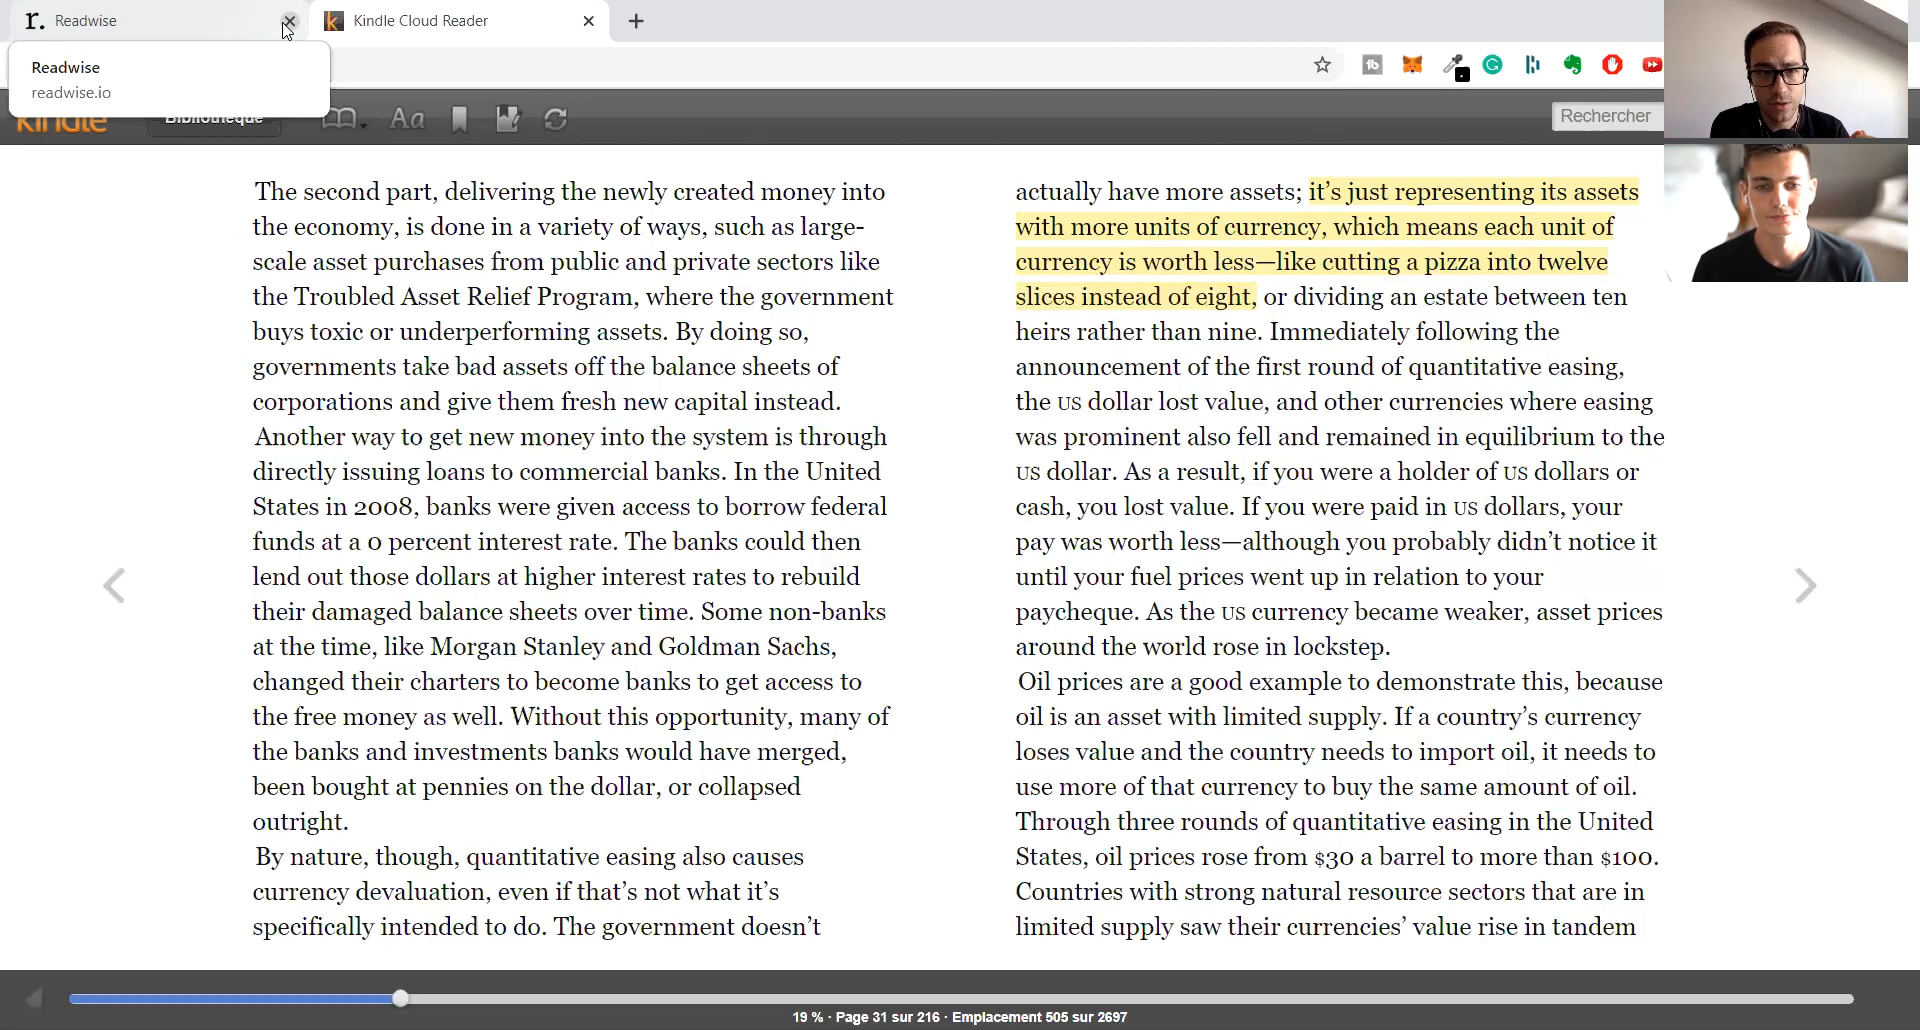 r. Readwise
Kindle Cloud Reader
Readwise
readwise.io
kindle
Bibliothèque
Aa
Rechercher
The second part, delivering the newly created money into
the economy, is done in a variety of ways, such as large-
scale asset purchases from public and private sectors like
the Troubled Asset Relief Program, where the government
buys toxic or underperforming assets. By doing so,
governments take bad assets off the balance sheets of
corporations and give them fresh new capital instead.
Another way to get new money into the system is through
directly issuing loans to commercial banks. In the United
States in 2008, banks were given access to borrow federal
funds at a 0 percent interest rate. The banks could then
lend out those dollars at higher interest rates to rebuild
their damaged balance sheets over time. Some non-banks
at the time, like Morgan Stanley and Goldman Sachs,
changed their charters to become banks to get access to
the free money as well. Without this opportunity, many of
the banks and investments banks would have merged,
been bought at pennies on the dollar, or collapsed
outright.
By nature, though, quantitative easing also causes
currency devaluation, even if that’s not what it’s
specifically intended to do. The government doesn’t
actually have more assets; it’s just representing its assets
with more units of currency, which means each unit of
currency is worth less—like cutting a pizza into twelve
slices instead of eight, or dividing an estate between ten
heirs rather than nine. Immediately following the
announcement of the first round of quantitative easing,
the US dollar lost value, and other currencies where easing
was prominent also fell and remained in equilibrium to the
US dollar. As a result, if you were a holder of US dollars or
cash, you lost value. If you were paid in US dollars, your
pay was worth less—although you probably didn’t notice it
until your fuel prices went up in relation to your
paycheque. As the US currency became weaker, asset prices
around the world rose in lockstep.
Oil prices are a good example to demonstrate this, because
oil is an asset with limited supply. If a country’s currency
loses value and the country needs to import oil, it needs to
use more of that currency to buy the same amount of oil.
Through three rounds of quantitative easing in the United
States, oil prices rose from $30 a barrel to more than $100.
Countries with strong natural resource sectors that are in
limited supply saw their currencies’ value rise in tandem
19 % · Page 31 sur 216 · Emplacement 505 sur 2697